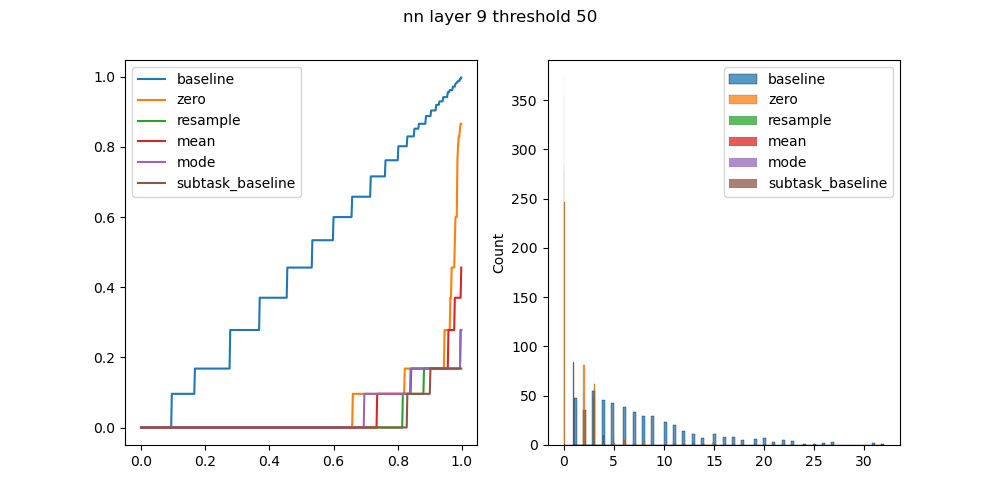 nn layer 9 threshold 50
baseline
zero
resample
mean
mode
subtask_baseline
1.0
0.8
0.6
0.4
0.2
0.0
0.0 0.2 0.4 0.6 0.8 1.0
baseline
zero
resample
mean
mode
subtask_baseline
Count
350
300
250
200
150
100
50
0
0 5 10 15 20 25 30